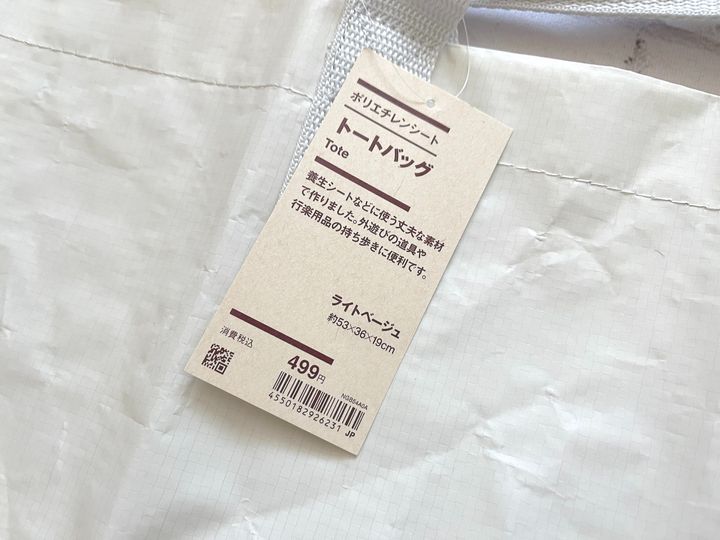 ポリエチレンシート
トートバッグ
Tote
養生シートなどに使う丈夫な素材
で作りました。外遊びの道具や
行楽用品の持ち歩きに便利です。
ライトベージュ
約53×36×19cm
消費税込
499円
NGB64A0A
4550182926231 JP